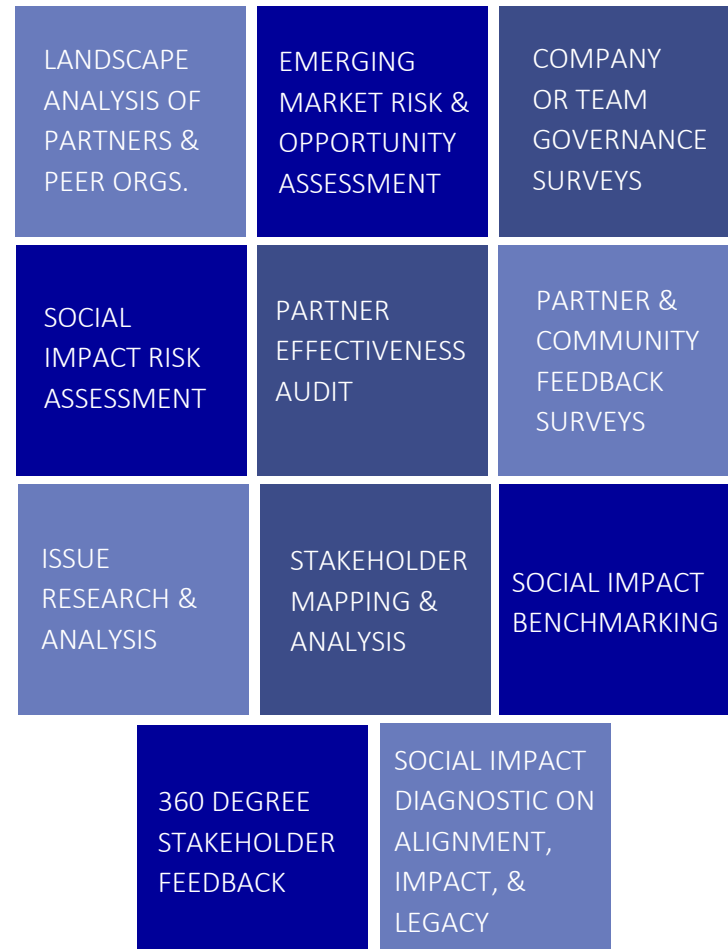 LANDSCAPE
ANALYSIS OF
PARTNERS &
PEER ORGS.
EMERGING
MARKET RISK &
OPPORTUNITY
ASSESSMENT
COMPANY
OR TEAM
GOVERNANCE
SURVEYS
SOCIAL
IMPACT RISK
ASSESSMENT
PARTNER
EFFECTIVENESS
AUDIT
PARTNER &
COMMUNITY
FEEDBACK
SURVEYS
ISSUE
RESEARCH &
ANALYSIS
STAKEHOLDER
MAPPING &
ANALYSIS
SOCIAL IMPACT
BENCHMARKING
360 DEGREE
STAKEHOLDER
FEEDBACK
SOCIAL IMPACT
DIAGNOSTIC ON
ALIGNMENT,
IMPACT, &
LEGACY